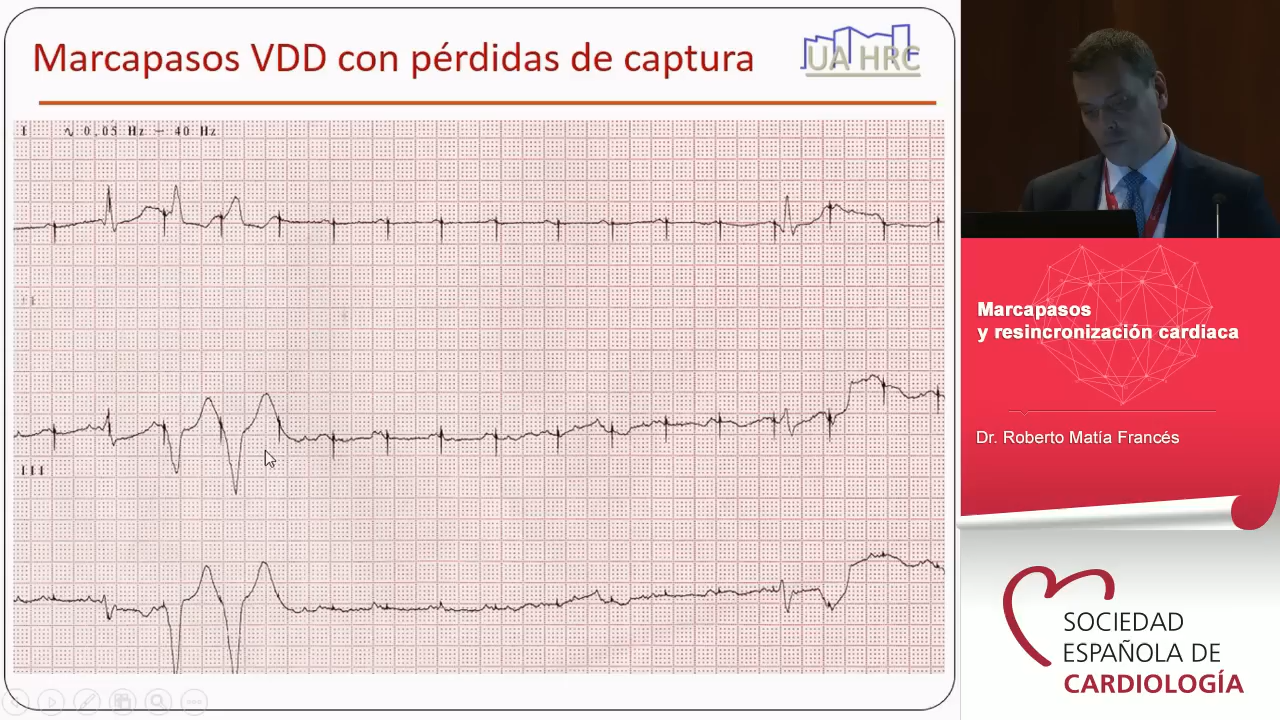 Marcapasos VDD con pérdidas de captura
UA HRC
I
0,05 Hz – 40 Hz
II
III
Marcapasos
y resincronización cardiaca
Dr. Roberto Matía Francés
SOCIEDAD
ESPAÑOLA DE
CARDIOLOGÍA